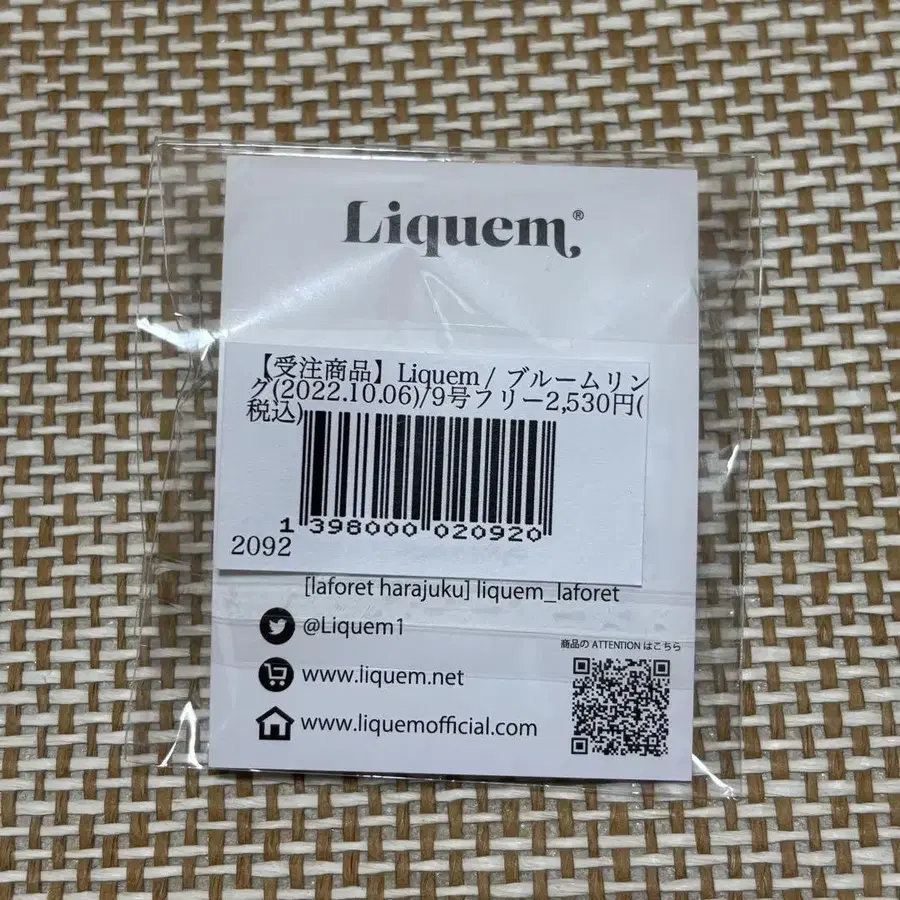 Liquem®
【受注商品】Liquem / ブルームリン
グ(2022.10.06)/9号フリー2,530円(
税込)
1 398000 020920
2092
[laforet harajuku] liquem_laforet
@Liquem1
商品の ATTENTION はこちら
www.liquem.net
www.liquemofficial.com